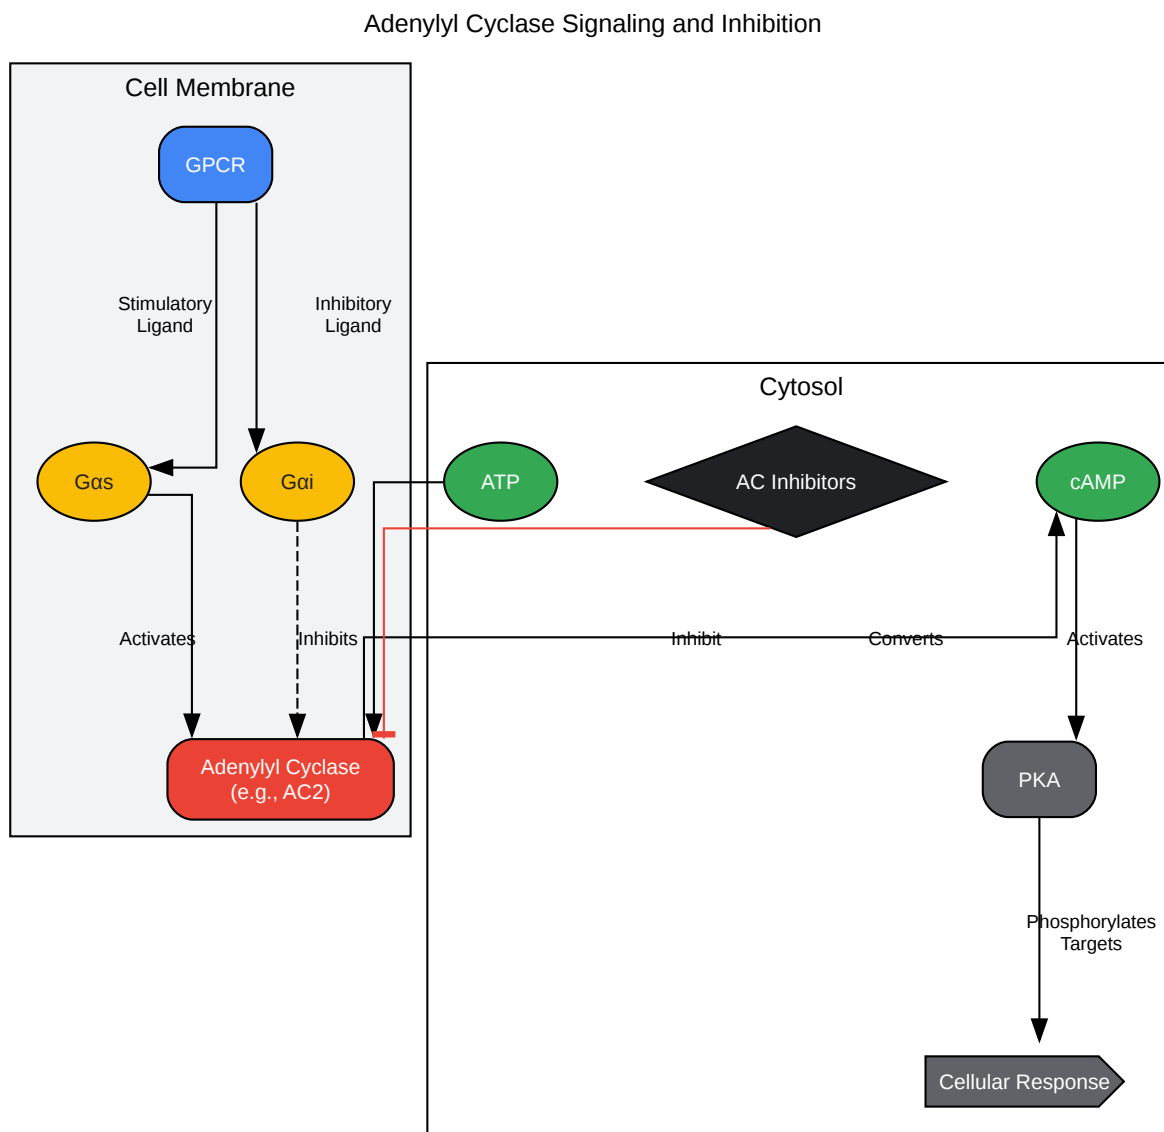 Adenylyl Cyclase Signaling and Inhibition
Cell Membrane
GPCR
Stimulatory
Ligand
Inhibitory
Ligand
Cytosol
Gαs
Gαi
ATP
AC Inhibitors
cAMP
Activates
Inhibits
Inhibit
Converts
Activates
Adenylyl Cyclase
(e.g., AC2)
PKA
Phosphorylates
Targets
Cellular Response